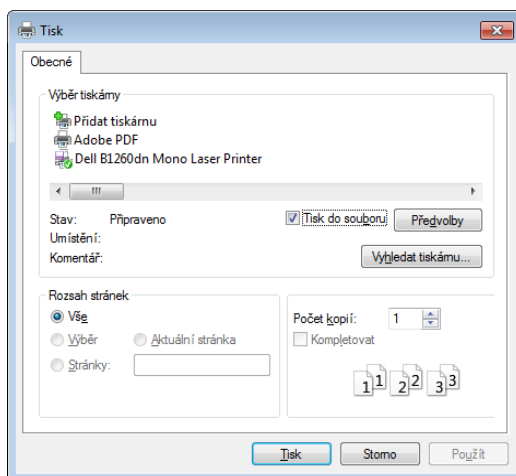 Tisk
Obecné
Výběr tiskárny
Přidat tiskárnu
Adobe PDF
Dell B1260dn Mono Laser Printer
Stav: Připraveno
Tisk do souboru
Předvolby
Umístění:
Komentář:
Vyhledat tiskárnu...
Rozsah stránek
Vše
Výběr
Aktuální stránka
Stránky:
Počet kopií: 1
Kompletovat
1 1 2 2 3 3
Tisk
Storno
Použít